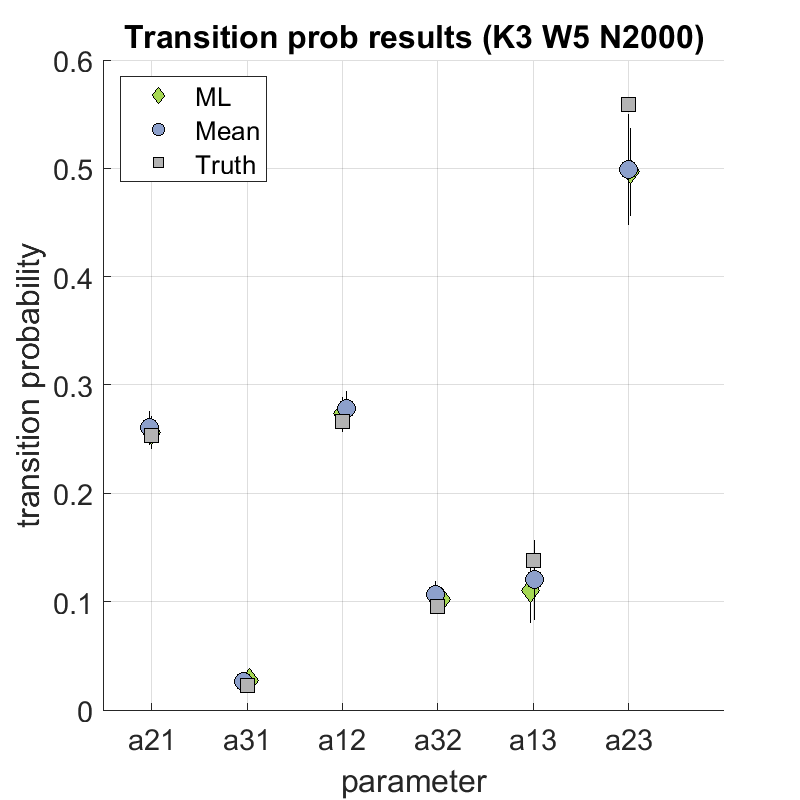 Transition prob results (K3 W5 N2000)
ML
Mean
Truth
transition probability
0.6
0.5
0.4
0.3
0.2
0.1
0
a21 a31 a12 a32 a13 a23
parameter